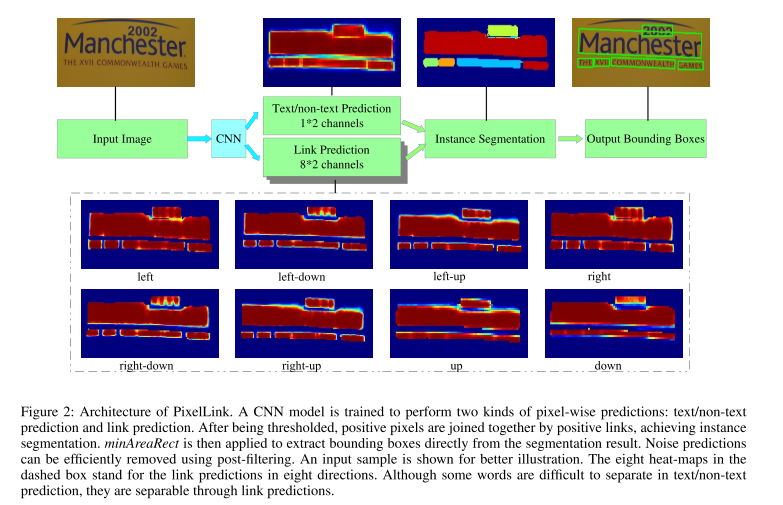 2002
Manchester
THE XVII COMMONWEALTH GAMES
2002
Manchester
THE XVII COMMONWEALTH GAMES
Input Image
CNN
Text/non-text Prediction
1*2 channels
Link Prediction
8*2 channels
Instance Segmentation
Output Bounding Boxes
left
left-down
left-up
right
right-down
right-up
up
down
Figure 2: Architecture of PixelLink. A CNN model is trained to perform two kinds of pixel-wise predictions: text/non-text
prediction and link prediction. After being thresholded, positive pixels are joined together by positive links, achieving instance
segmentation. minAreaRect is then applied to extract bounding boxes directly from the segmentation result. Noise predictions
can be efficiently removed using post-filtering. An input sample is shown for better illustration. The eight heat-maps in the
dashed box stand for the link predictions in eight directions. Although some words are difficult to separate in text/non-text
prediction, they are separable through link predictions.